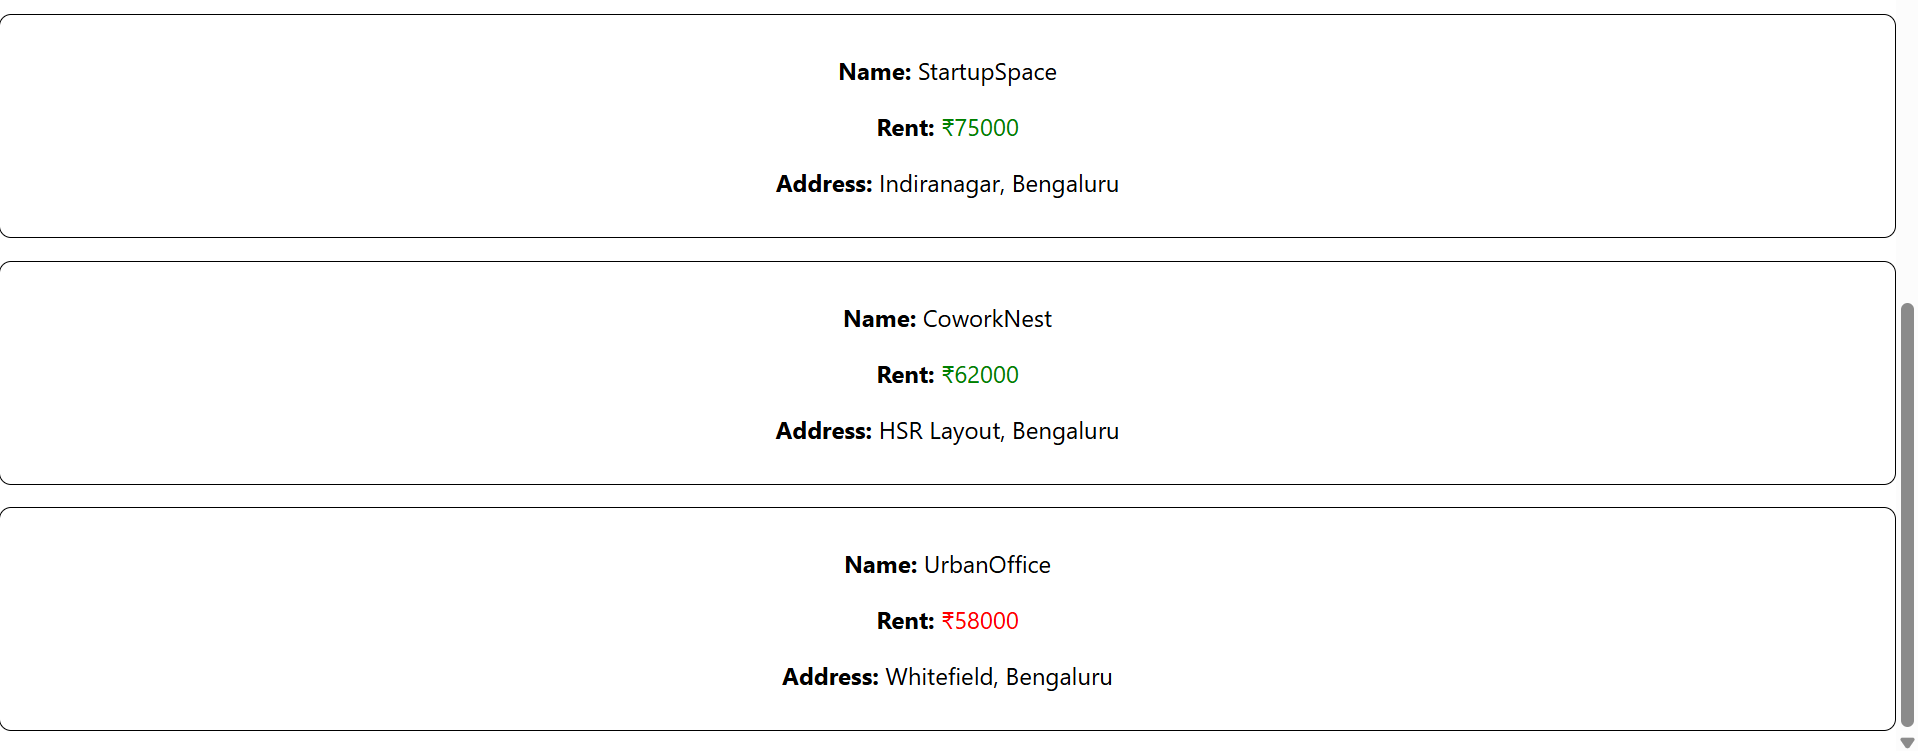 Name: StartupSpace
Rent: ₹75000
Address: Indiranagar, Bengaluru
Name: CoworkNest
Rent: ₹62000
Address: HSR Layout, Bengaluru
Name: UrbanOffice
Rent: ₹58000
Address: Whitefield, Bengaluru